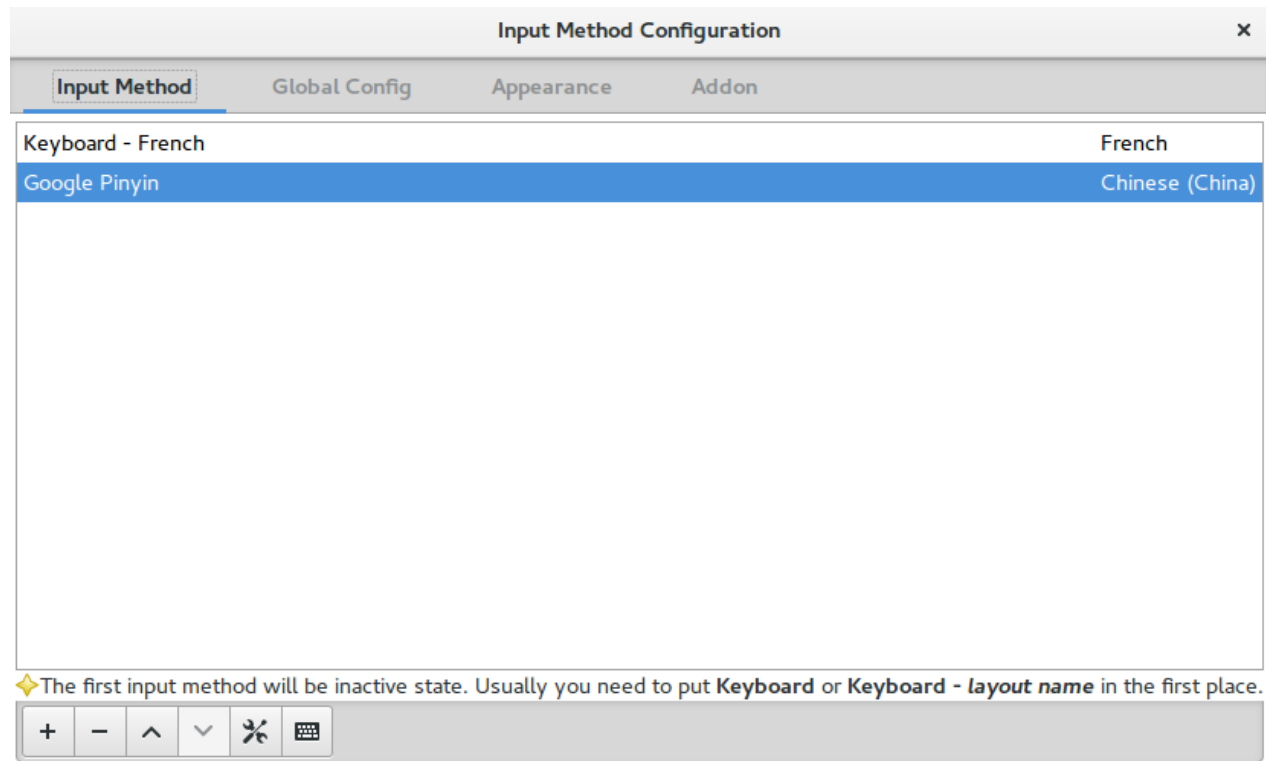 Input Method Configuration
Input Method Global Config Appearance Addon
Keyboard - French French
Google Pinyin Chinese (China)
The first input method will be inactive state. Usually you need to put Keyboard or Keyboard - layout name in the first place.